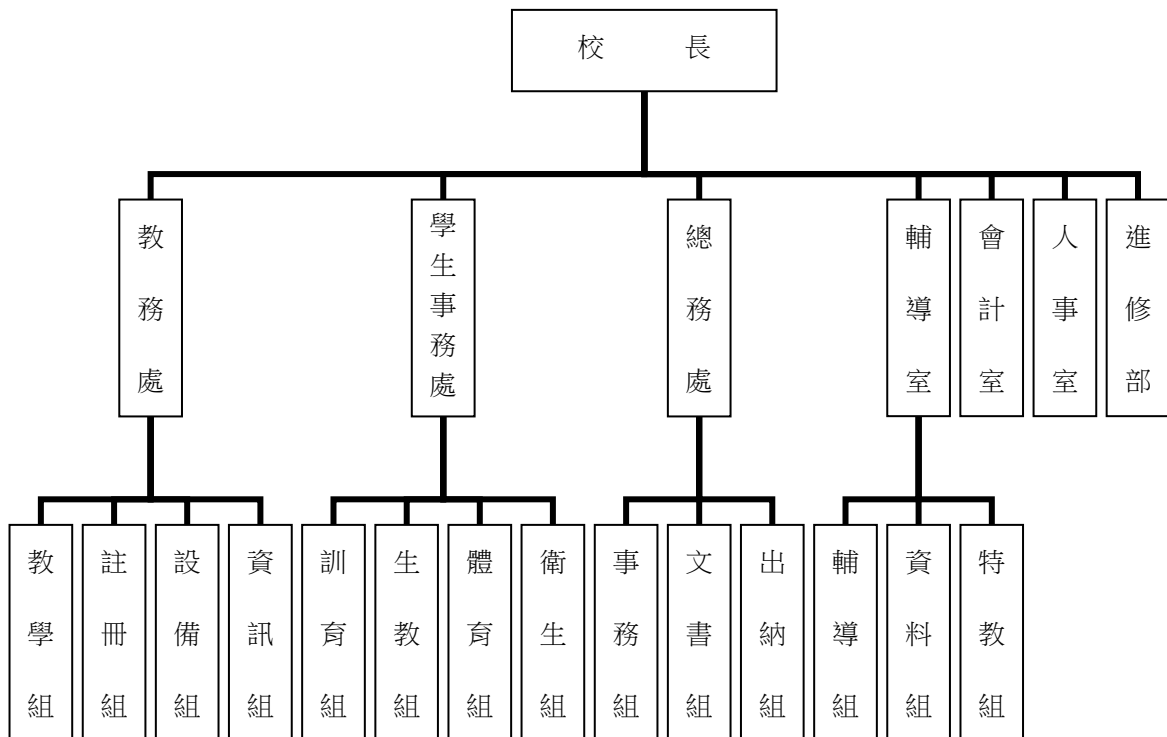 校長
教務處
學生事務處
總務處
輔導室
會計室
人事室
進修部
教學組
註冊組
設備組
資訊組
訓育組
生教組
體育組
衛生組
事務組
文書組
出納組
輔導組
資料組
特教組